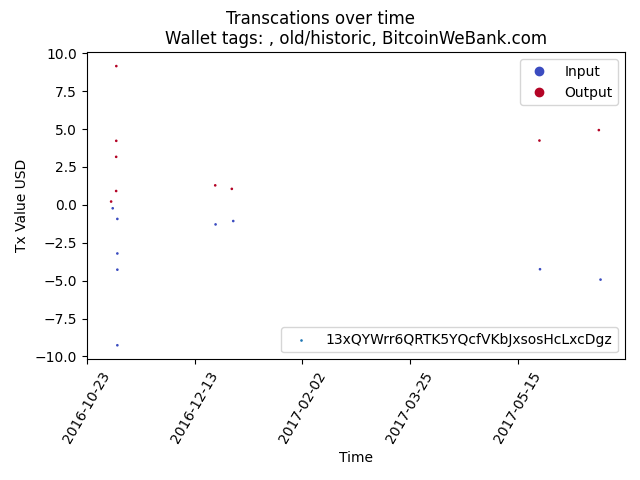 Transcations over time
Wallet tags: , old/historic, BitcoinWeBank.com
Input
Output
Tx Value USD
10.0
7.5
5.0
2.5
0.0
−2.5
−5.0
−7.5
−10.0
13xQYWrr6QRTK5YQcfVKbJxsosHcLxcDgz
2016-10-23
2016-12-13
2017-02-02
2017-03-25
2017-05-15
Time